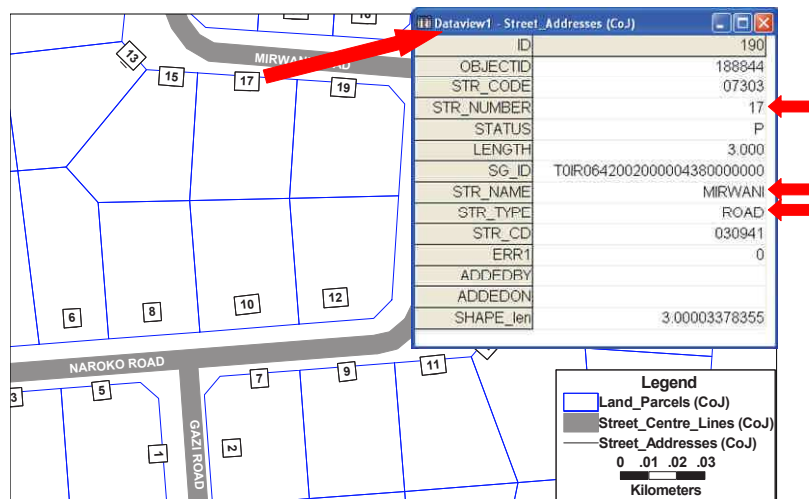 16
13
15
17
19
MIRWANI ROAD
Dataview1 - Street_Addresses (CoJ)
ID 190
OBJECTID 188844
STR_CODE 07303
STR_NUMBER 17
STATUS P
LENGTH 3.000
SG_ID T0IR0642002000004380000000
STR_NAME MIRWANI
STR_TYPE ROAD
STR_CD 030941
ERR1 0
ADDEDBY
ADDEDON
SHAPE_len 3.00003378355
6
8
10
12
NAROKO ROAD
3
5
7
9
11
1
2
GAZI ROAD
Legend
Land_Parcels (CoJ)
Street_Centre_Lines (CoJ)
Street_Addresses (CoJ)
0 .01 .02 .03
Kilometers